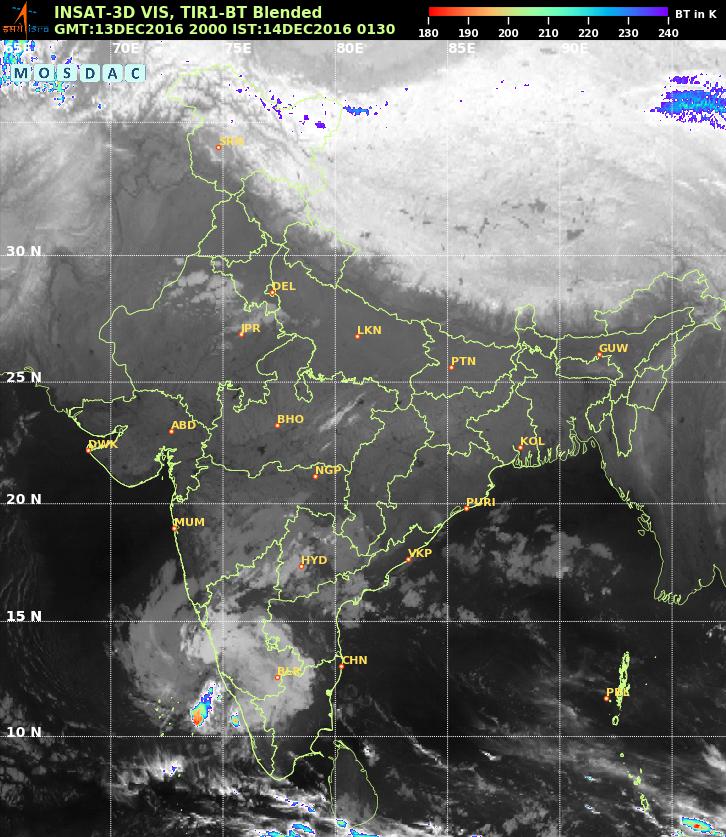 INSAT-3D VIS, TIR1-BT Blended
GMT:13DEC2016 2000 IST:14DEC2016 0130
BT in K
180 190 200 210 220 230 240
65E 70E 75E 80E 85E 90E
M O S D A C
SRN
30 N
DEL
JPR
LKN
GUW
PTN
25 N
ABD
BHO
DWK
KOL
NGP
20 N
PURI
MUM
VKP
HYD
15 N
CHN
BLR
10 N